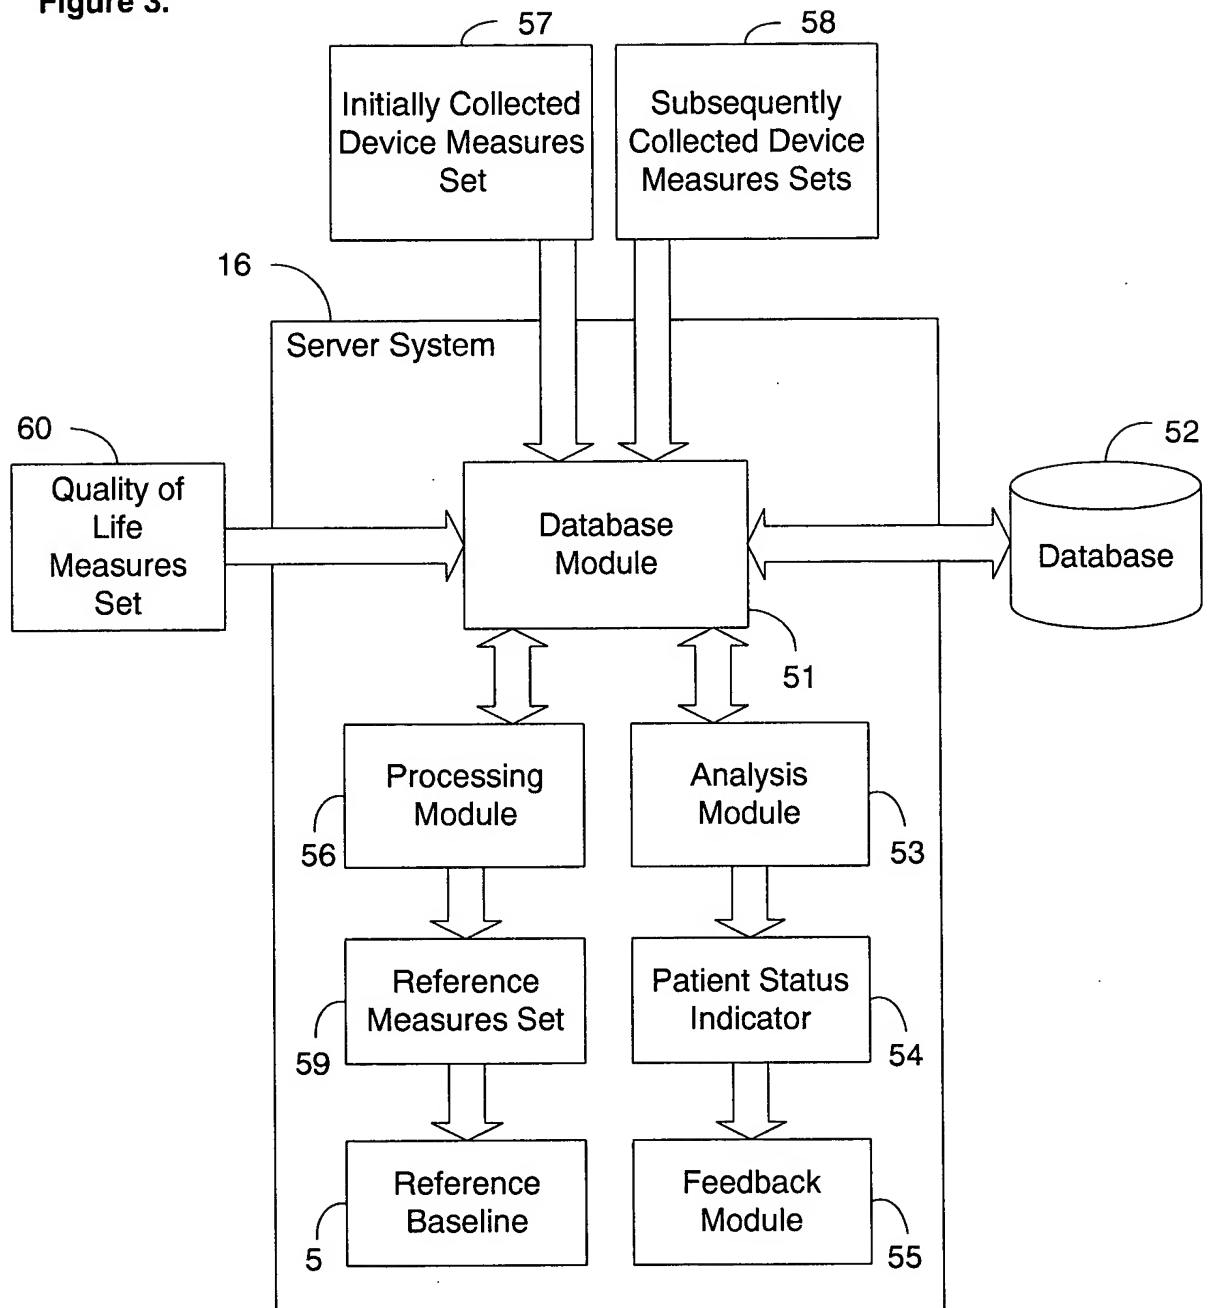 Figure 3.
57
58
Initially Collected
Device Measures
Set
Subsequently
Collected Device
Measures Sets
16
Server System
60
52
Quality of
Life
Measures
Set
Database
Module
Database
51
Processing
Module
Analysis
Module
56
53
Reference
Measures Set
Patient Status
Indicator
59
54
Reference
Baseline
Feedback
Module
5
55